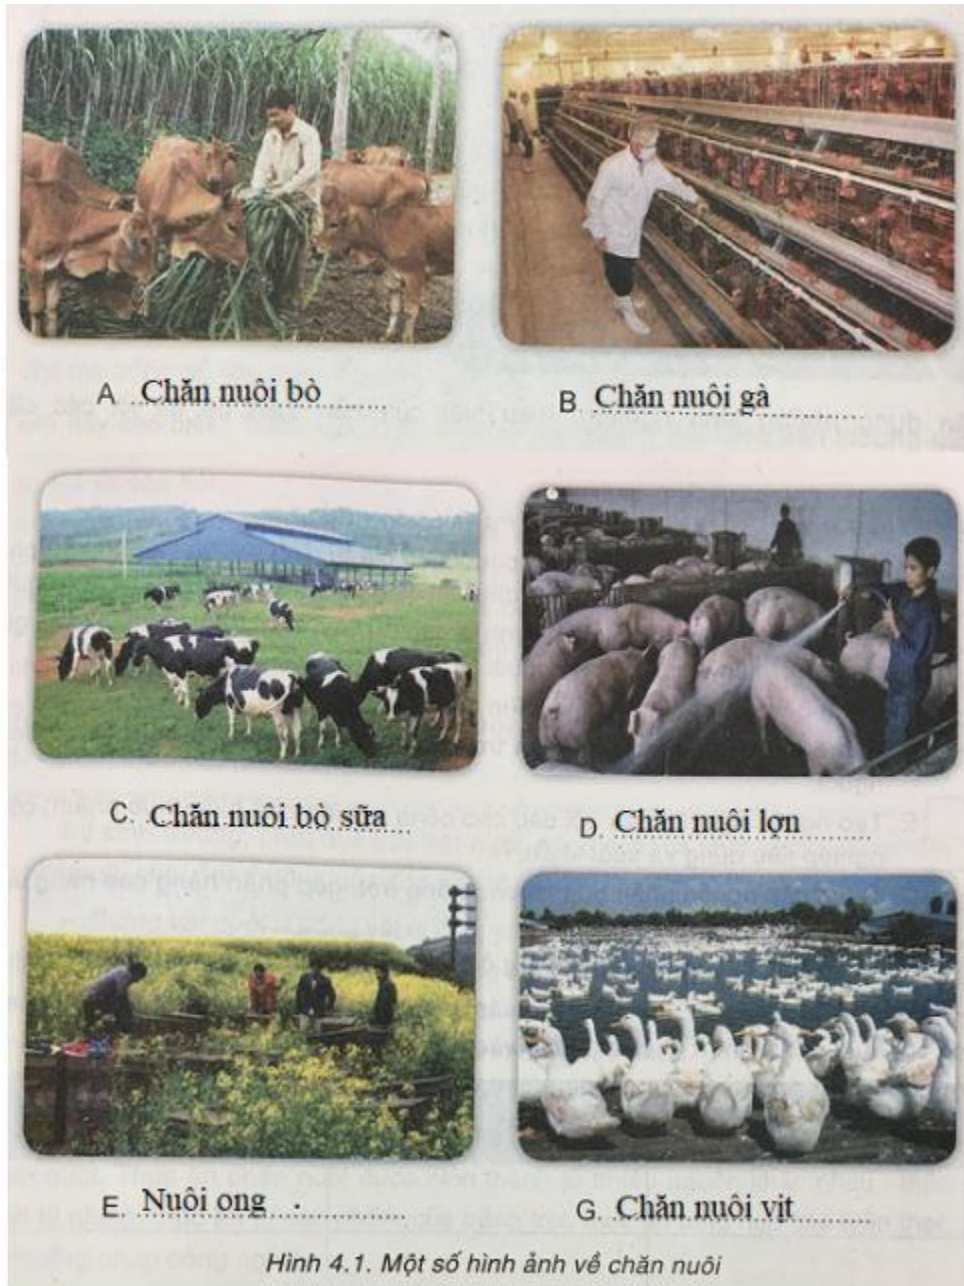 A Chăn nuôi bò
B Chăn nuôi gà
C. Chăn nuôi bò sữa
D. Chăn nuôi lợn
E. Nuôi ong
G. Chăn nuôi vịt
Hình 4.1. Một số hình ảnh về chăn nuôi